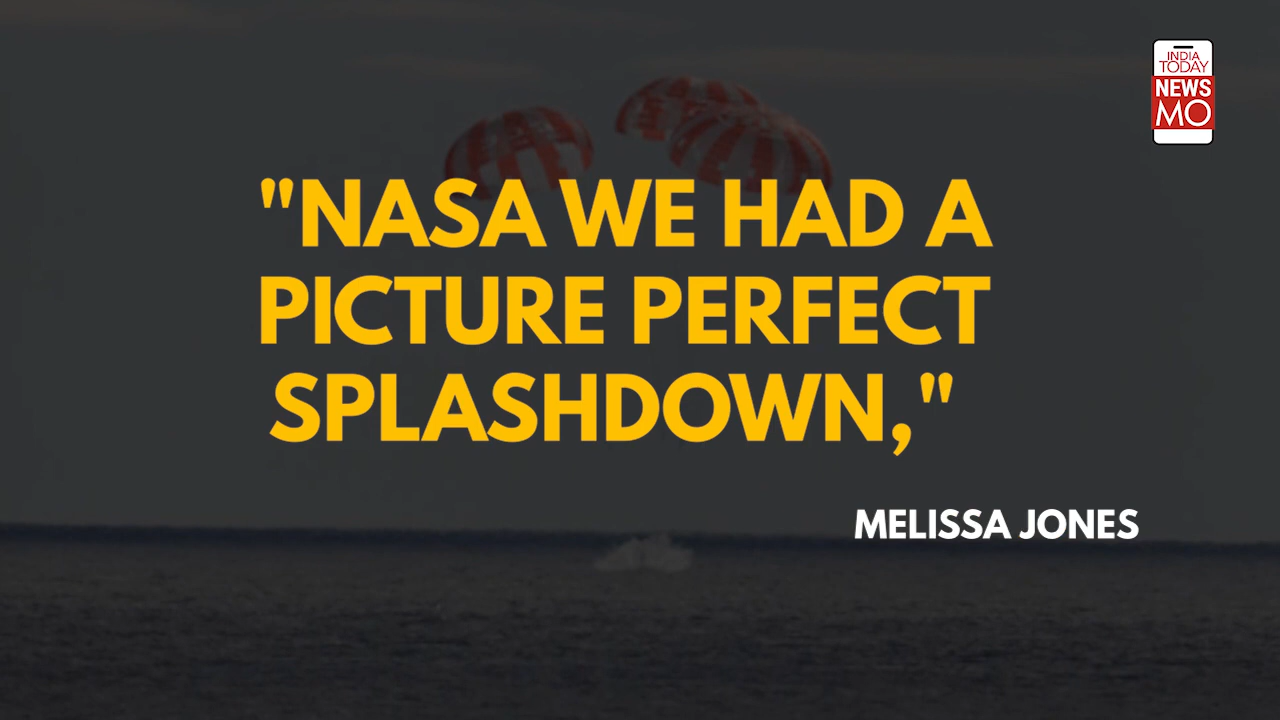 INDIA
TODAY
NEWS
MO
"NASA WE HAD A
PICTURE PERFECT
SPLASHDOWN,"
MELISSA JONES